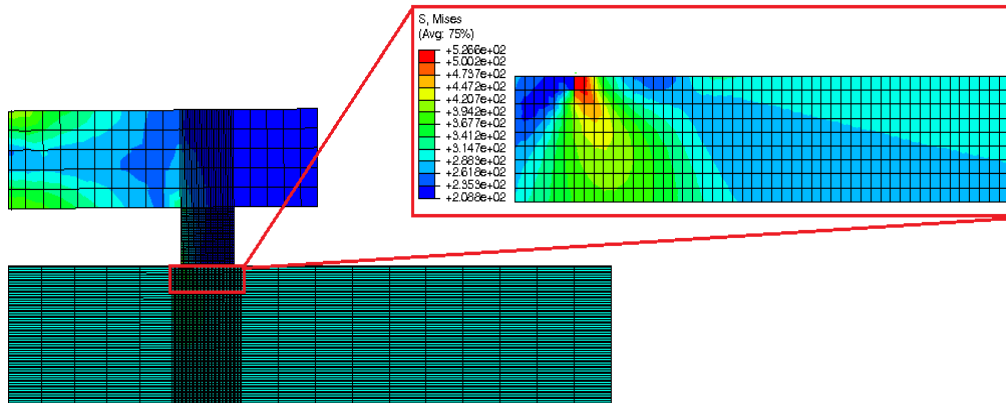 S, Mises
(Avg: 75%)
+5.266e+02
+5.002e+02
+4.737e+02
+4.472e+02
+4.207e+02
+3.942e+02
+3.677e+02
+3.412e+02
+3.147e+02
+2.883e+02
+2.618e+02
+2.353e+02
+2.088e+02